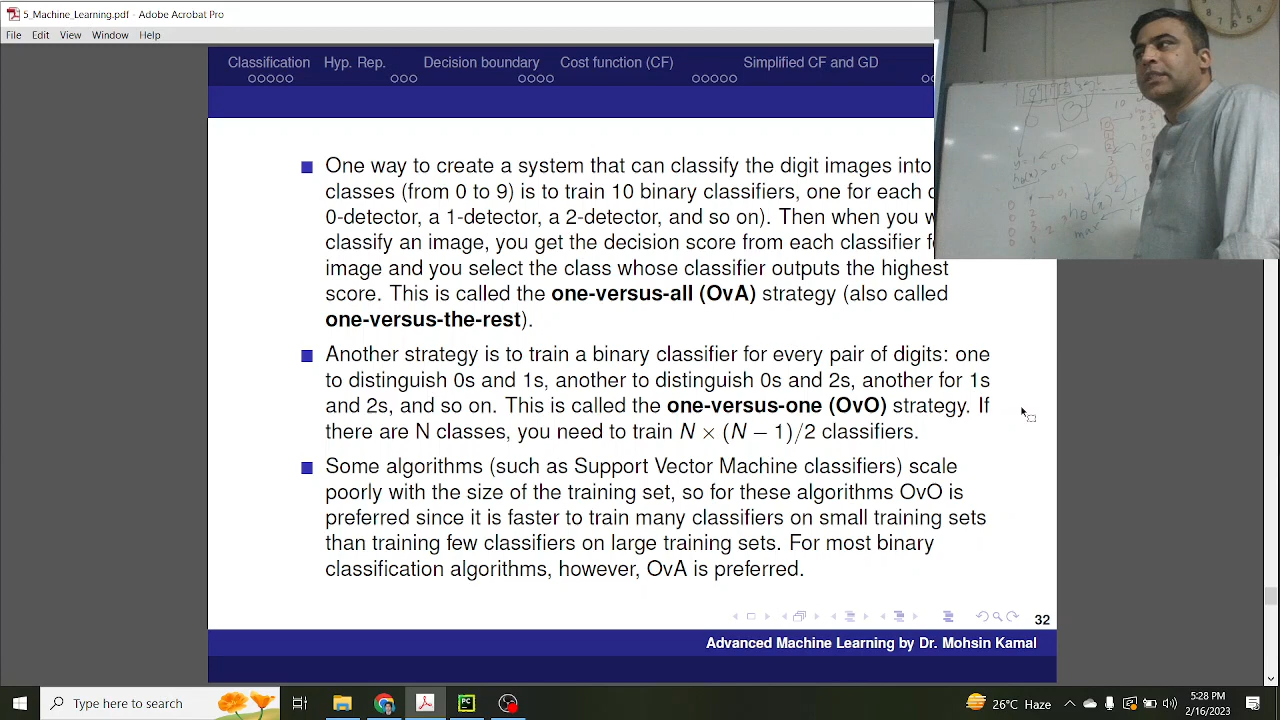 5_Machine_Learning.pdf - Adobe Acrobat Pro
File Edit View Window Help
Classification Hyp. Rep. Decision boundary Cost function (CF) Simplified CF and GD
One way to create a system that can classify the digit images into
classes (from 0 to 9) is to train 10 binary classifiers, one for each
0-detector, a 1-detector, a 2-detector, and so on). Then when you
classify an image, you get the decision score from each classifier
image and you select the class whose classifier outputs the highest
score. This is called the one-versus-all (OvA) strategy (also called
one-versus-the-rest).
Another strategy is to train a binary classifier for every pair of digits: one
to distinguish 0s and 1s, another to distinguish 0s and 2s, another for 1s
and 2s, and so on. This is called the one-versus-one (OvO) strategy. If
there are N classes, you need to train N × (N − 1)/2 classifiers.
Some algorithms (such as Support Vector Machine classifiers) scale
poorly with the size of the training set, so for these algorithms OvO is
preferred since it is faster to train many classifiers on small training sets
than training few classifiers on large training sets. For most binary
classification algorithms, however, OvA is preferred.
32
Advanced Machine Learning by Dr. Mohsin Kamal
Type here to search
26°C Haze
5:28 PM
2/16/2023